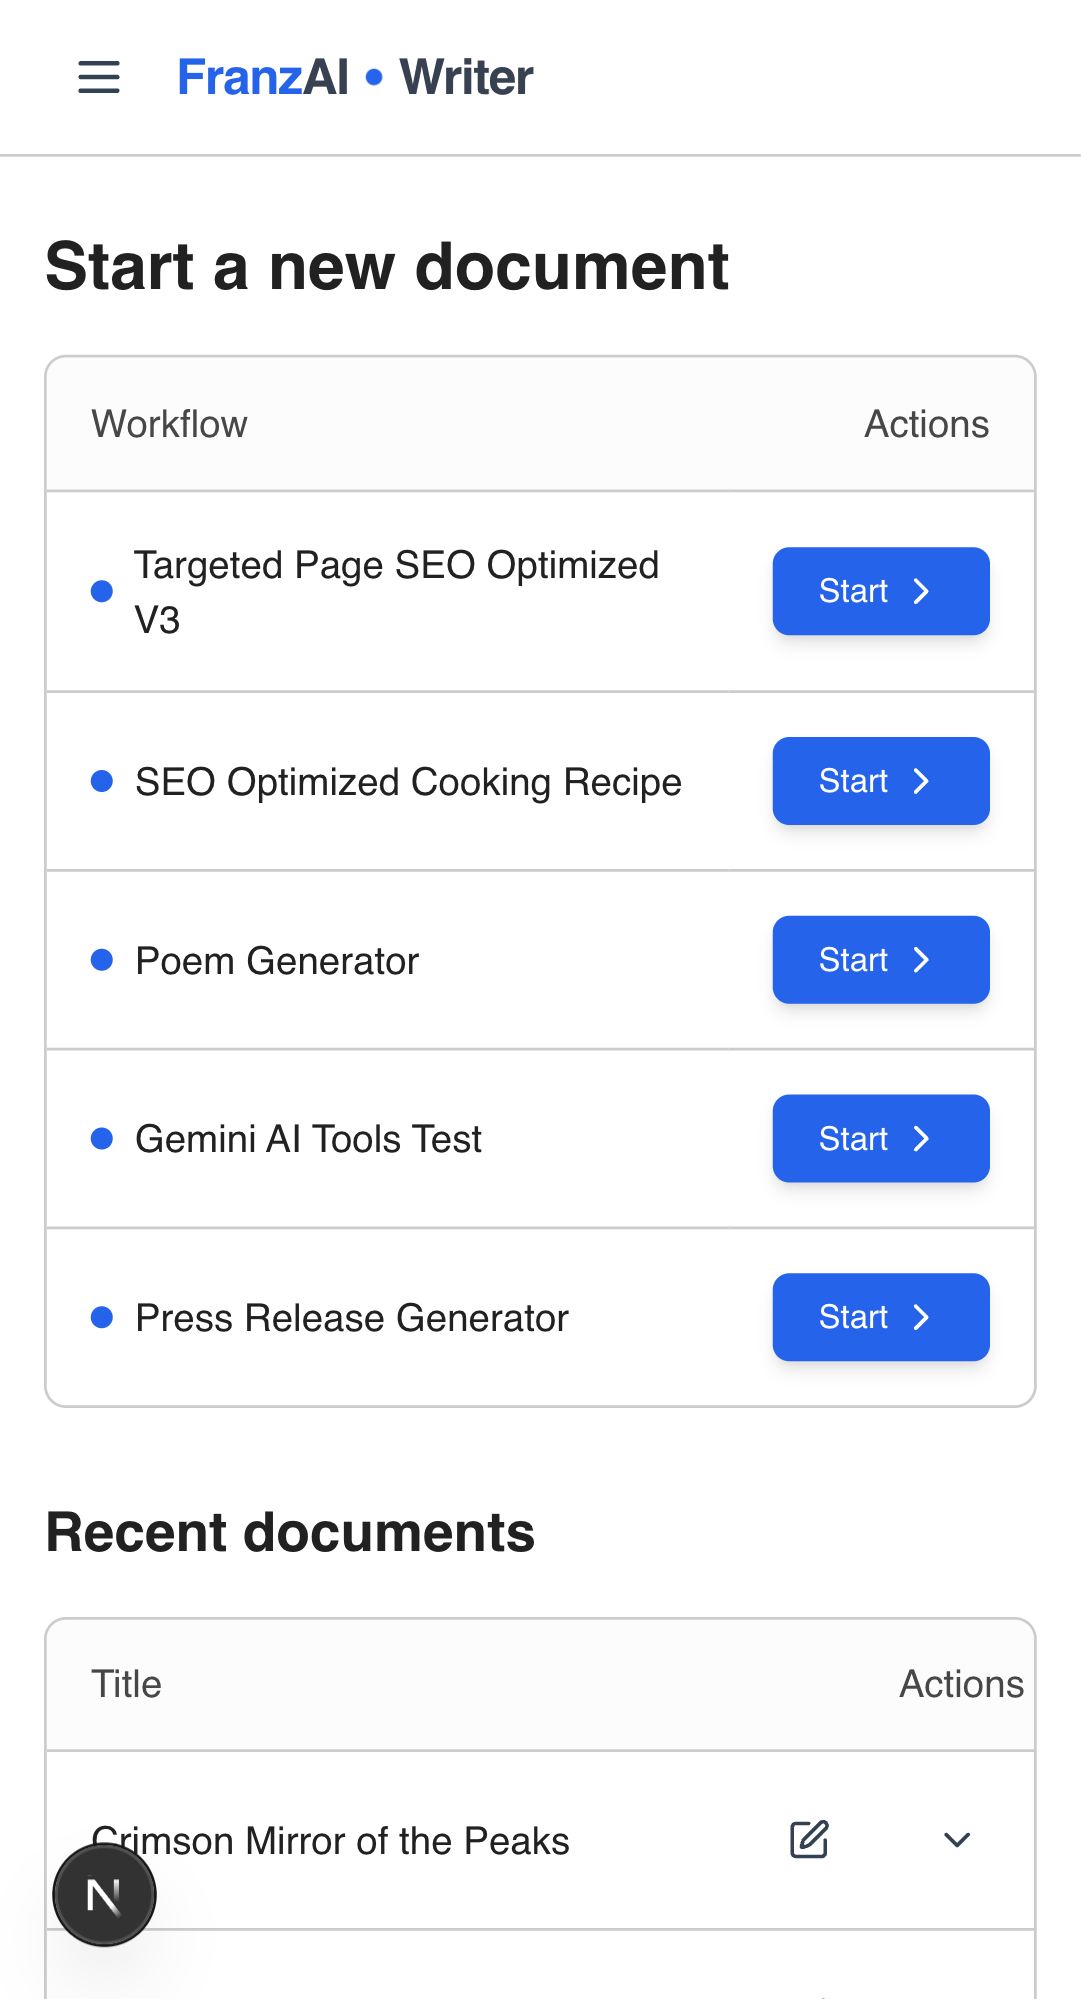 FranzAI • Writer
Start a new document
Workflow Actions
Targeted Page SEO Optimized
V3
Start
SEO Optimized Cooking Recipe Start
Poem Generator Start
Gemini AI Tools Test Start
Press Release Generator Start
Recent documents
Title Actions
Crimson Mirror of the Peaks
N